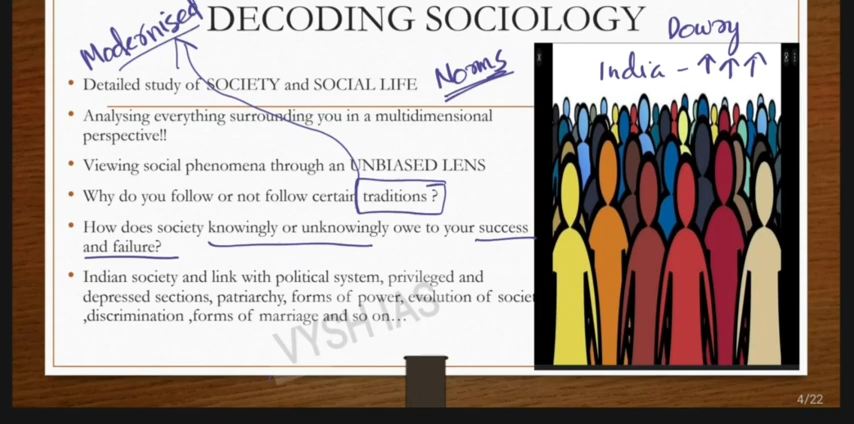 Modernised
DECODING SOCIOLOGY
Dowry
India - ↑↑↑
Norms
• Detailed study of SOCIETY and SOCIAL LIFE
• Analysing everything surrounding you in a multidimensional
perspective!!
• Viewing social phenomena through an UNBIASED LENS
• Why do you follow or not follow certain traditions ?
• How does society knowingly or unknowingly owe to your success
and failure?
• Indian society and link with political system, privileged and
depressed sections, patriarchy, forms of power, evolution of societ
,discrimination ,forms of marriage and so on…
VYSH IAS
4/22